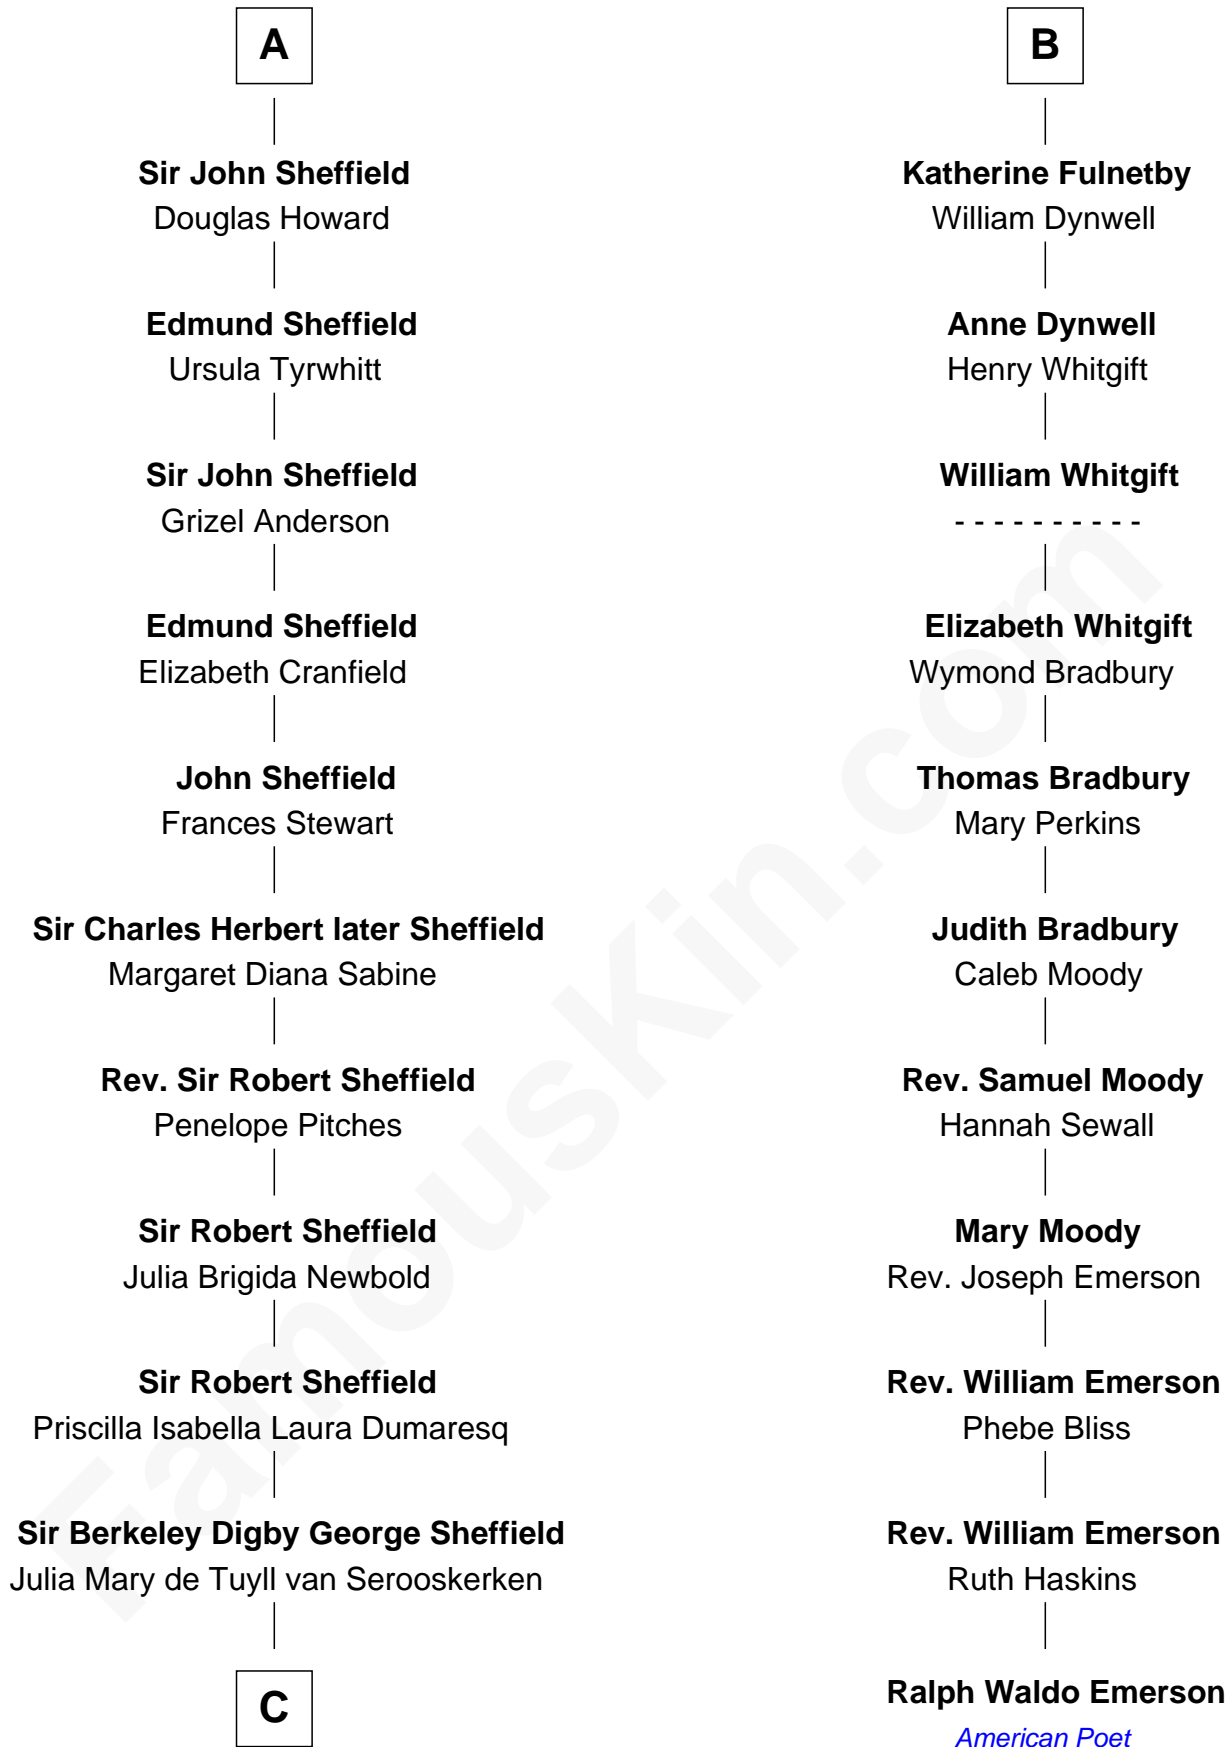 A
Sir John Sheffield
Douglas Howard
Edmund Sheffield
Ursula Tyrwhitt
Sir John Sheffield
Grizel Anderson
Edmund Sheffield
Elizabeth Cranfield
John Sheffield
Frances Stewart
Sir Charles Herbert later Sheffield
Margaret Diana Sabine
Rev. Sir Robert Sheffield
Penelope Pitches
Sir Robert Sheffield
Julia Brigida Newbold
Sir Robert Sheffield
Priscilla Isabella Laura Dumaresq
Sir Berkeley Digby George Sheffield
Julia Mary de Tuyll van Serooskerken
C
B
Katherine Fulnetby
William Dynwell
Anne Dynwell
Henry Whitgift
William Whitgift
- - - - - - - - - -
Elizabeth Whitgift
Wymond Bradbury
Thomas Bradbury
Mary Perkins
Judith Bradbury
Caleb Moody
Rev. Samuel Moody
Hannah Sewall
Mary Moody
Rev. Joseph Emerson
Rev. William Emerson
Phebe Bliss
Rev. William Emerson
Ruth Haskins
Ralph Waldo Emerson
American Poet
FamousKin.com